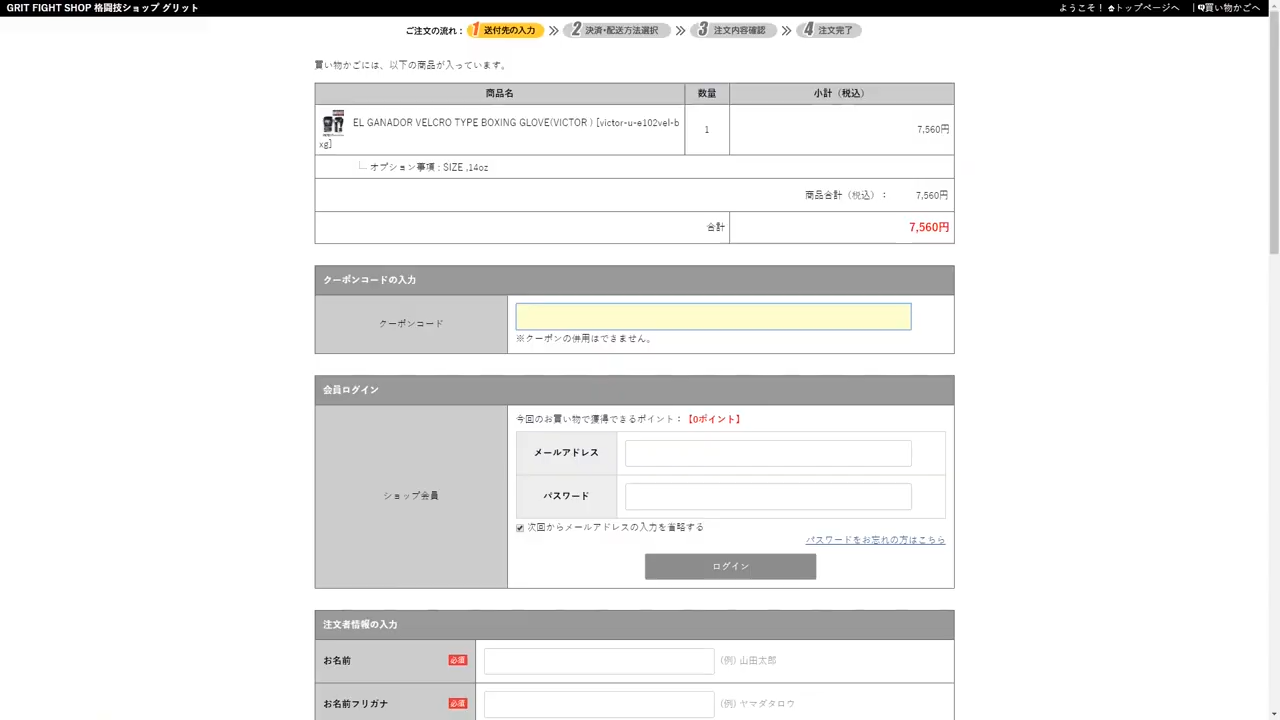 GRIT FIGHT SHOP 格闘技ショップ グリット
ようこそ！ トップページへ | 買い物かごへ
ご注文の流れ： 1 送付先の入力 2 決済・配送方法選択 3 注文内容確認 4 注文完了
買い物かごには、以下の商品が入っています。
商品名 数量 小計（税込）
EL GANADOR VELCRO TYPE BOXING GLOVE(VICTOR ) [victor-u-e102vel-b
xg] 1 7,560円
オプション事項 : SIZE ,14oz
商品合計（税込）： 7,560円
合計 7,560円
クーポンコードの入力
クーポンコード
※クーポンの併用はできません。
会員ログイン
今回のお買い物で獲得できるポイント：【0ポイント】
メールアドレス
ショップ会員
パスワード
次回からメールアドレスの入力を省略する
パスワードをお忘れの方はこちら
ログイン
注文者情報の入力
お名前 必須 (例) 山田太郎
お名前フリガナ 必須 (例) ヤマダタロウ